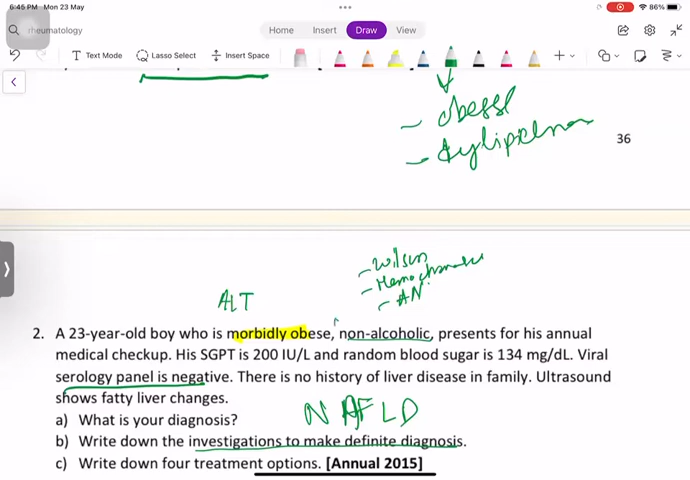 6:45 PM Mon 23 May
86%
rheumatology
Home Insert Draw View
Text Mode Lasso Select Insert Space
obessl
36
Wilson
ALT
2. A 23-year-old boy who is morbidly obese, non-alcoholic, presents for his annual
medical checkup. His SGPT is 200 IU/L and random blood sugar is 134 mg/dL. Viral
serology panel is negative. There is no history of liver disease in family. Ultrasound
shows fatty liver changes.
a) What is your diagnosis?
NAFLD
b) Write down the investigations to make definite diagnosis.
c) Write down four treatment options. [Annual 2015]